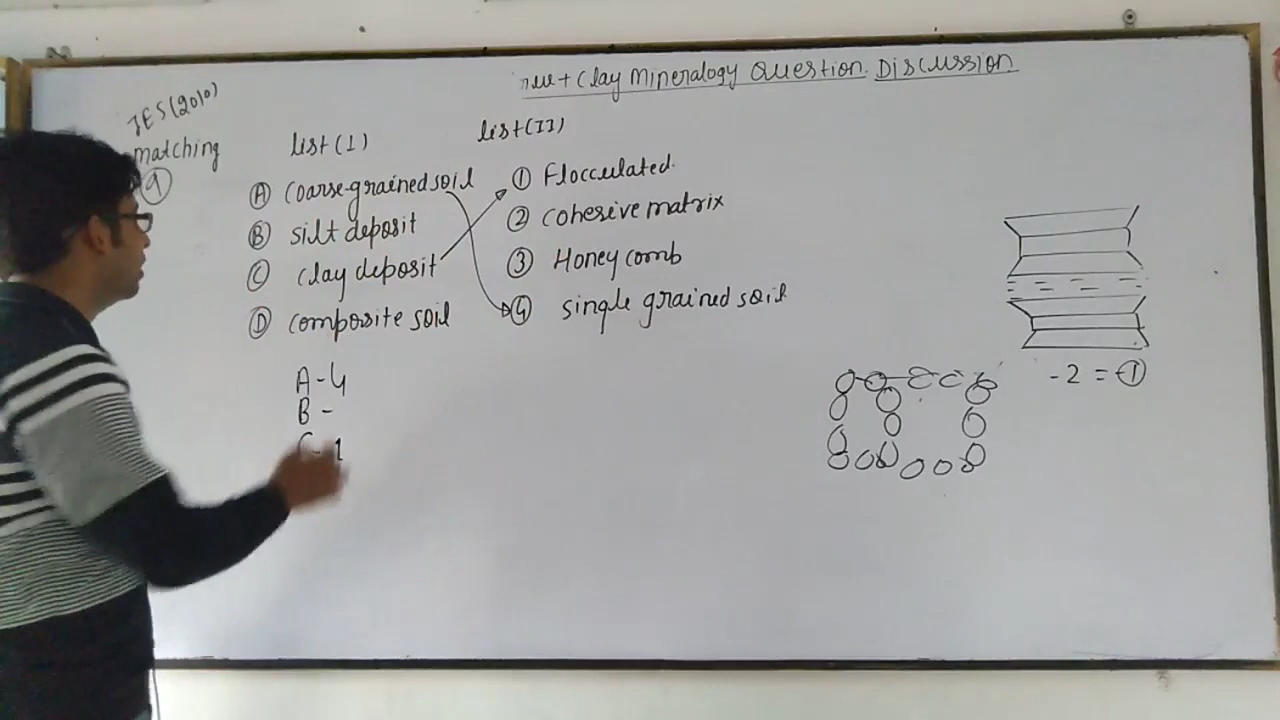 + Clay Mineralogy Question Discussion
IES (2010)
matching
list (I)
list (II)
A coarse-grained soil
1 Flocculated.
B silt deposit
2 cohesive matrix
C clay deposit
3 Honey comb
D composite soil
4 single grained soil
A - 4
B -
C - 1
- 2 = 1